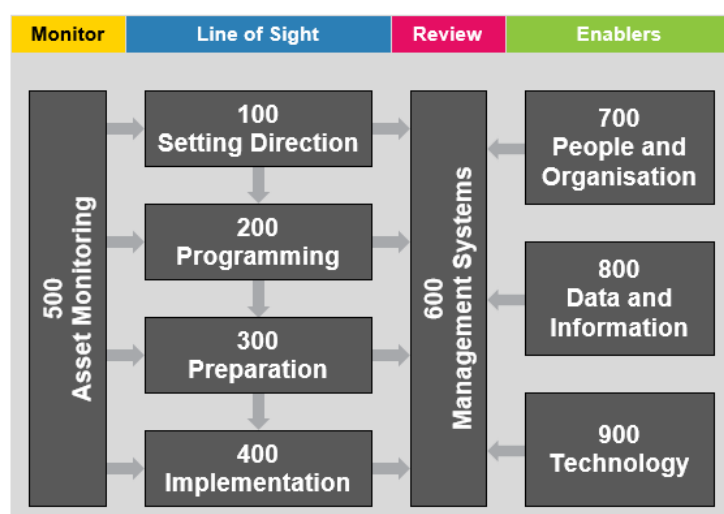 Monitor
Line of Sight
Review
Enablers
500
Asset Monitoring
100
Setting Direction
200
Programming
300
Preparation
400
Implementation
600
Management Systems
700
People and
Organisation
800
Data and
Information
900
Technology